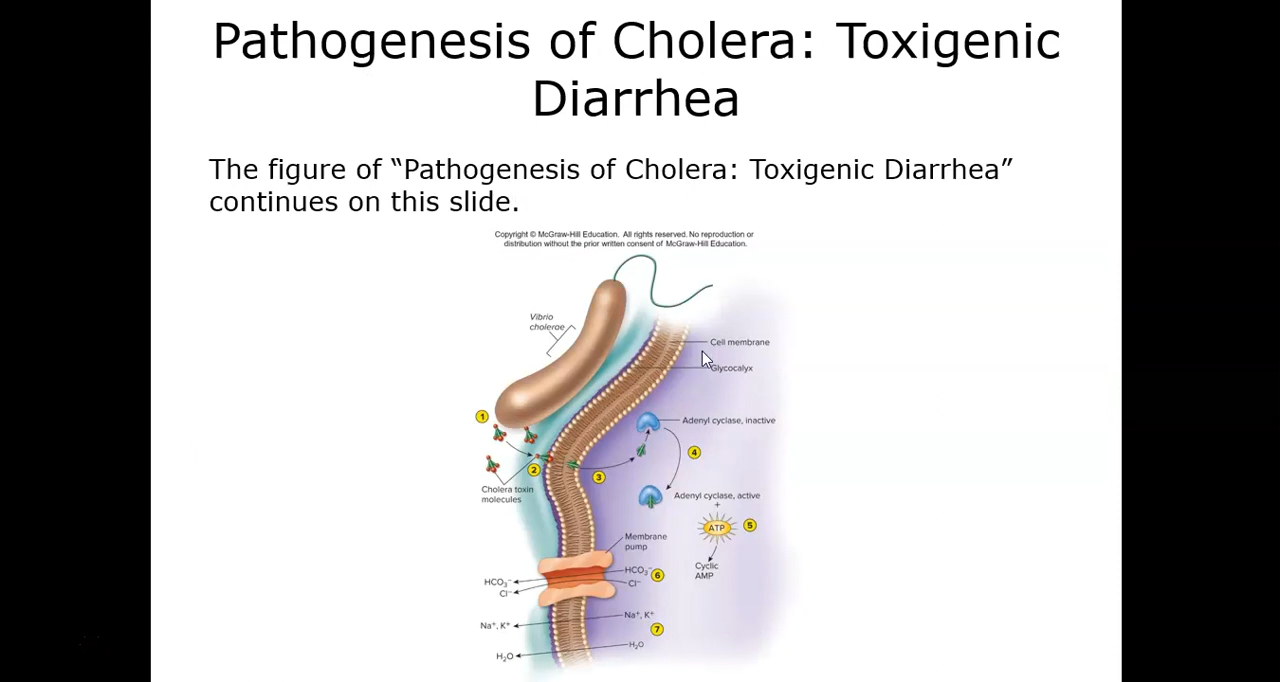 Pathogenesis of Cholera: Toxigenic
Diarrhea
The figure of “Pathogenesis of Cholera: Toxigenic Diarrhea”
continues on this slide.
Copyright © McGraw-Hill Education. All rights reserved. No reproduction or
distribution without the prior written consent of McGraw-Hill Education.
Vibrio
cholerae
Cell membrane
Glycocalyx
1
Adenyl cyclase, inactive
4
2
3
Cholera toxin
molecules
Adenyl cyclase, active
+
ATP
5
Membrane
pump
Cyclic
AMP
HCO₃⁻
6
HCO₃⁻
Cl⁻
Cl⁻
Na⁺, K⁺
Na⁺, K⁺
7
H₂O
H₂O